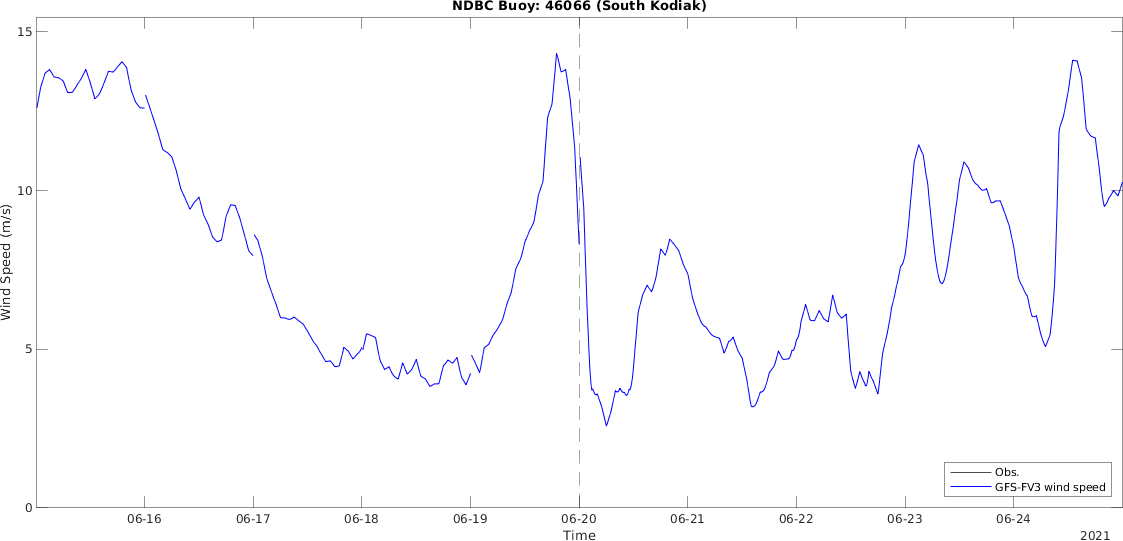 NDBC Buoy: 46066 (South Kodiak)
15
10
5
0
Wind Speed (m/s)
06-16 06-17 06-18 06-19 06-20 06-21 06-22 06-23 06-24
Time
2021
Obs.
GFS-FV3 wind speed